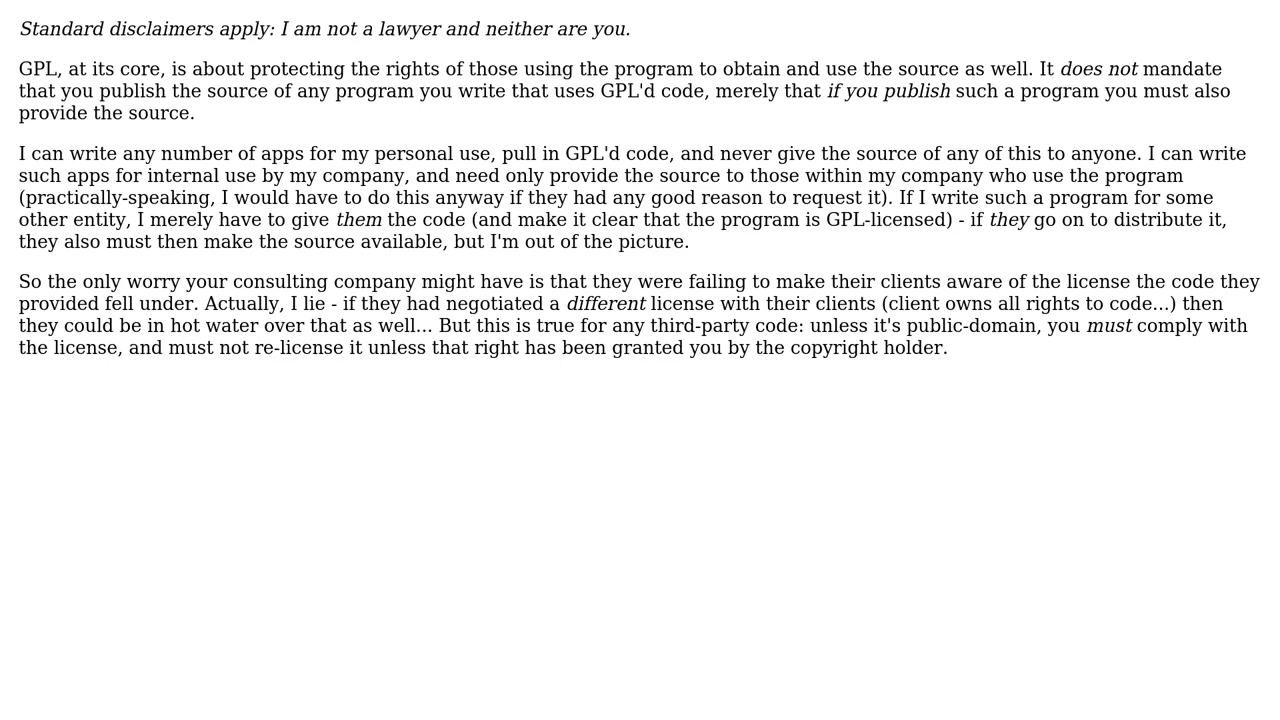 Standard disclaimers apply: I am not a lawyer and neither are you.
GPL, at its core, is about protecting the rights of those using the program to obtain and use the source as well. It does not mandate
that you publish the source of any program you write that uses GPL'd code, merely that if you publish such a program you must also
provide the source.
I can write any number of apps for my personal use, pull in GPL'd code, and never give the source of any of this to anyone. I can write
such apps for internal use by my company, and need only provide the source to those within my company who use the program
(practically-speaking, I would have to do this anyway if they had any good reason to request it). If I write such a program for some
other entity, I merely have to give them the code (and make it clear that the program is GPL-licensed) - if they go on to distribute it,
they also must then make the source available, but I'm out of the picture.
So the only worry your consulting company might have is that they were failing to make their clients aware of the license the code they
provided fell under. Actually, I lie - if they had negotiated a different license with their clients (client owns all rights to code...) then
they could be in hot water over that as well... But this is true for any third-party code: unless it's public-domain, you must comply with
the license, and must not re-license it unless that right has been granted you by the copyright holder.